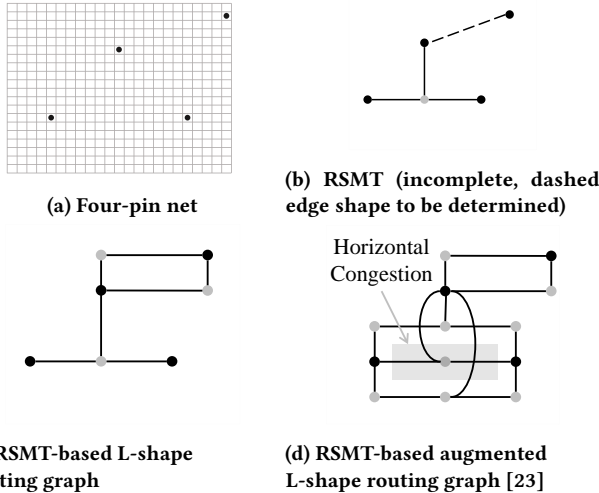 (a) Four-pin net
(b) RSMT (incomplete, dashed
edge shape to be determined)
Horizontal
Congestion
RSMT-based L-shape
ting graph
(d) RSMT-based augmented
L-shape routing graph [23]